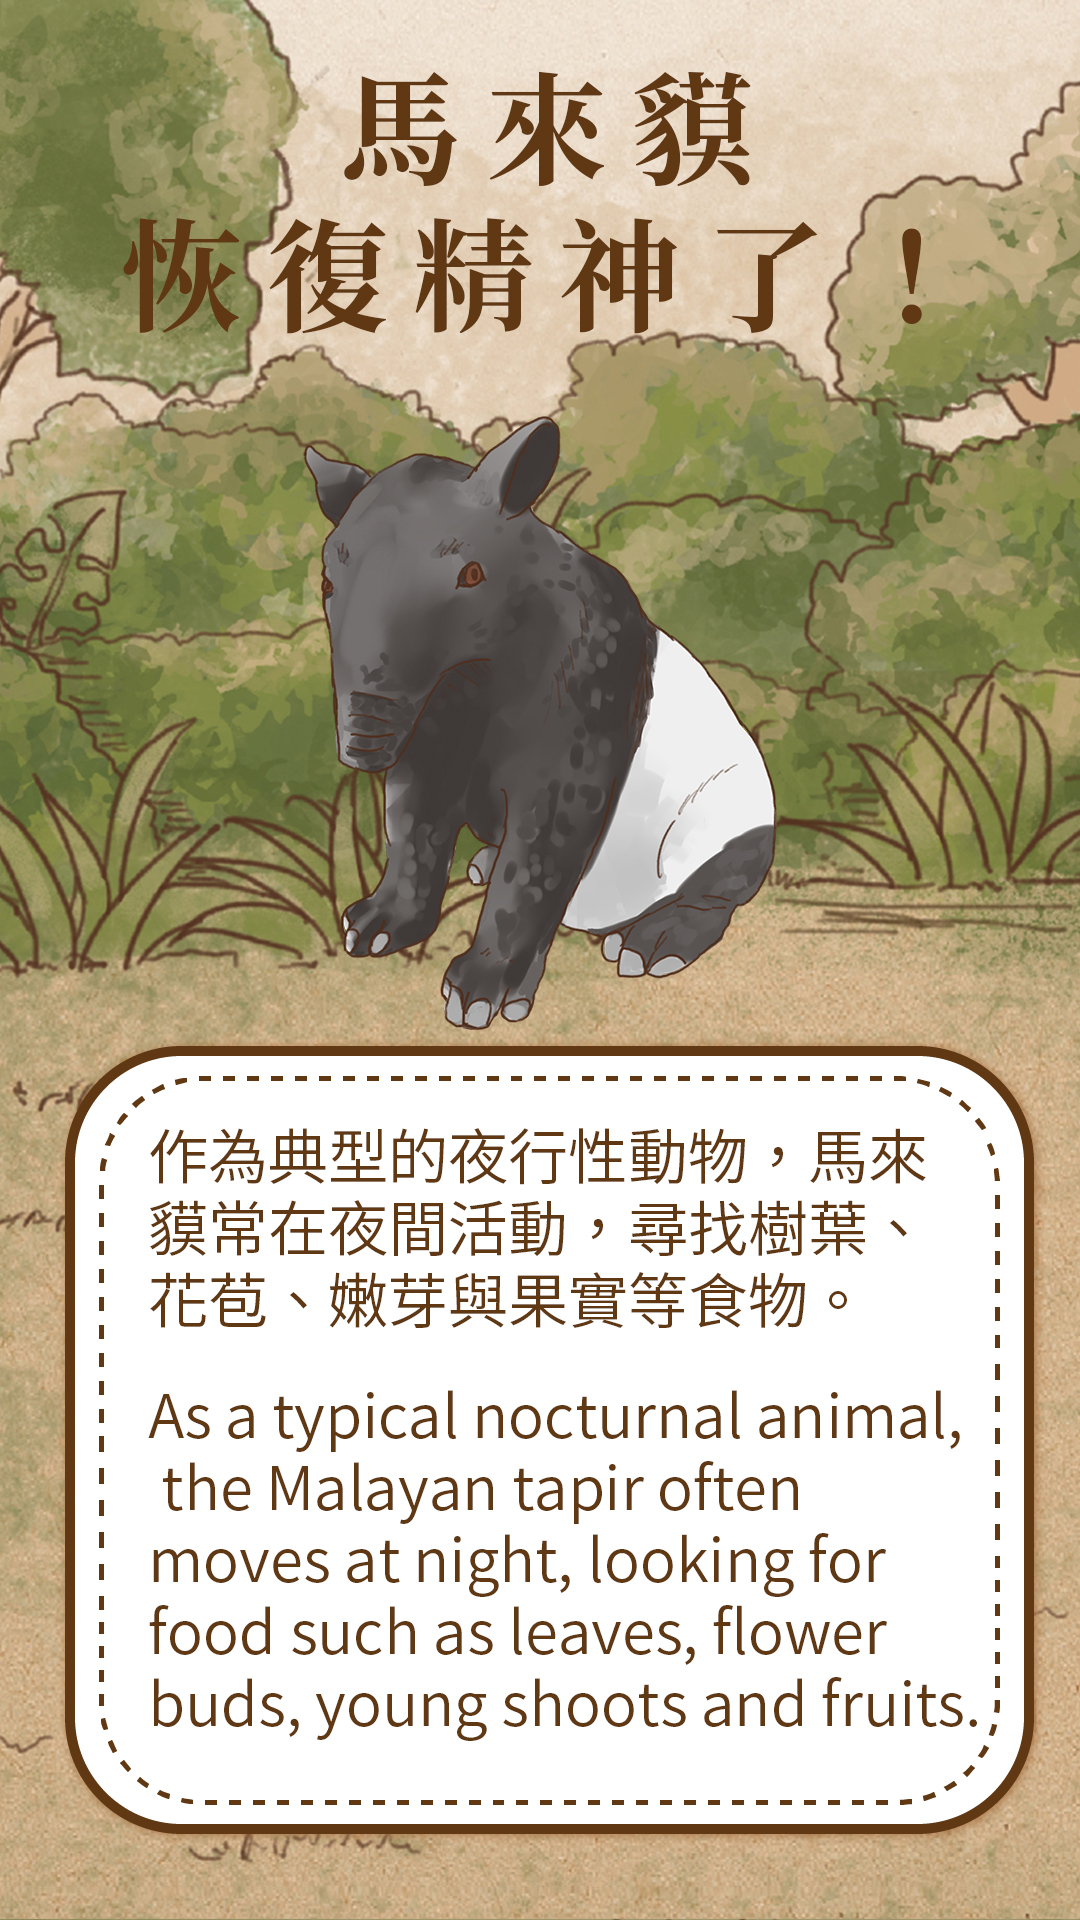 馬來貘
恢復精神了！
作為典型的夜行性動物，馬來
貘常在夜間活動，尋找樹葉、
花苞、嫩芽與果實等食物。
As a typical nocturnal animal,
the Malayan tapir often
moves at night, looking for
food such as leaves, flower
buds, young shoots and fruits.